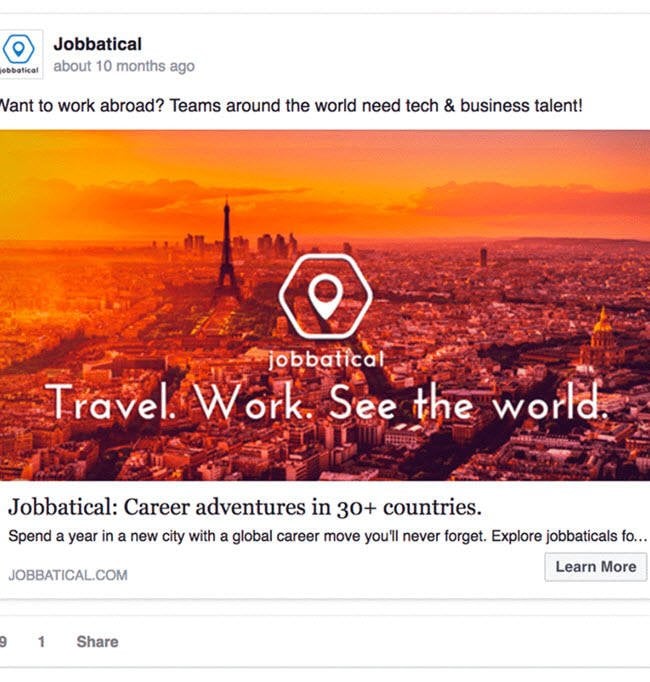 Jobbatical
jobbatical
about 10 months ago
Want to work abroad? Teams around the world need tech & business talent!
jobbatical
Travel. Work. See the world.
Jobbatical: Career adventures in 30+ countries.
Spend a year in a new city with a global career move you'll never forget. Explore jobbaticals fo...
JOBBATICAL.COM
Learn More
9 1 Share